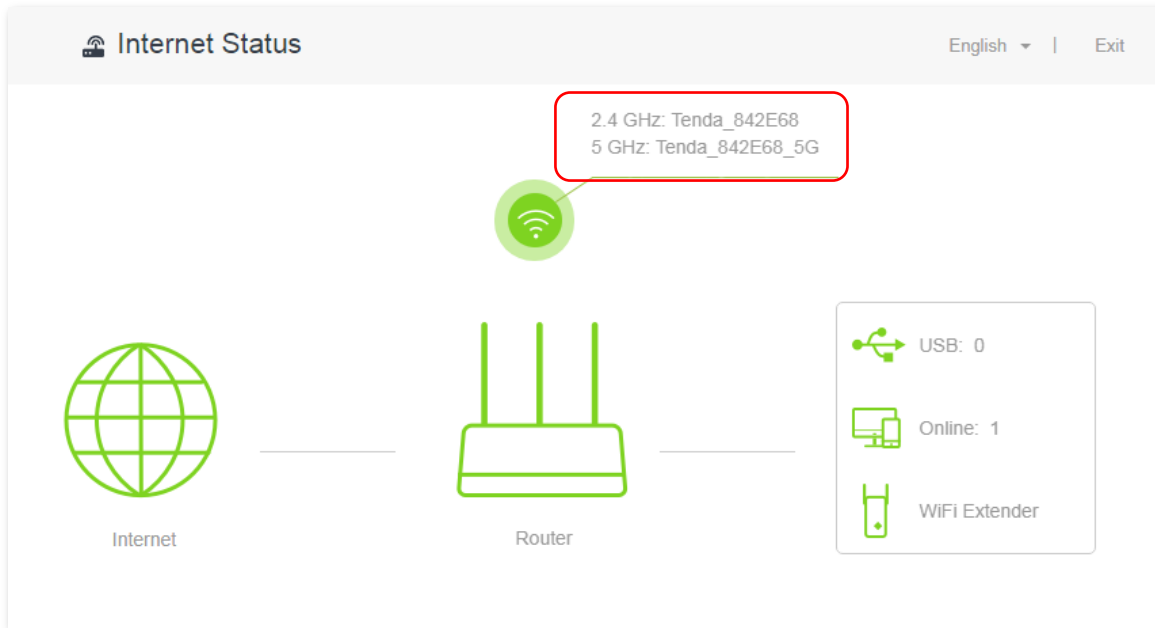 Internet Status
English | Exit
2.4 GHz: Tenda_842E68
5 GHz: Tenda_842E68_5G
USB: 0
Online: 1
WiFi Extender
Internet
Router